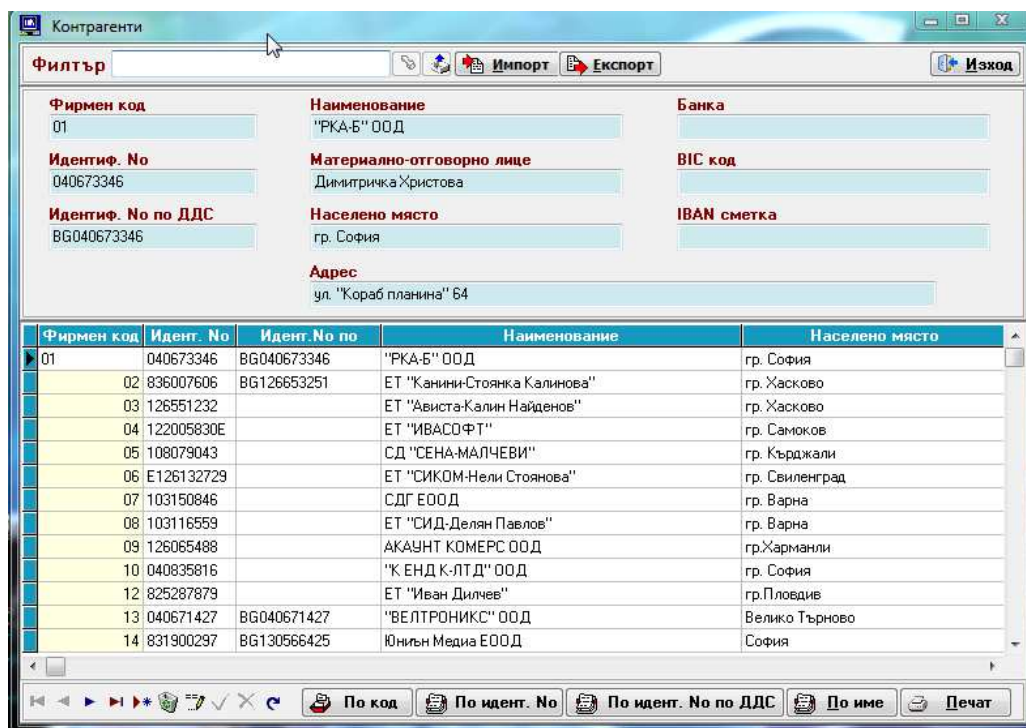 Контрагенти
Филтър Импорт Експорт Изход
Фирмен код Наименование Банка
01 "РКА-Б" ООД
Идентиф. No Материално-отговорно лице BIC код
040673346 Димитричка Христова
Идентиф. No по ДДС Населено място IBAN сметка
BG040673346 гр. София
Адрес
ул. "Кораб планина" 64
Фирмен код Идент. No Идент.No по Наименование Населено място
01 040673346 BG040673346 "РКА-Б" ООД гр. София
02 836007606 BG126653251 ЕТ "Канини-Стоянка Калинова" гр. Хасково
03 126551232 ЕТ "Ависта-Калин Найденов" гр. Хасково
04 122005830E ЕТ "ИВАСОФТ" гр. Самоков
05 108079043 СД "СЕНА-МАЛЧЕВИ" гр. Кърджали
06 E126132729 ЕТ "СИКОМ-Нели Стоянова" гр. Свиленград
07 103150846 СДГ ЕООД гр. Варна
08 103116559 ЕТ "СИД-Делян Павлов" гр. Варна
09 126065488 АКАУНТ КОМЕРС ООД гр.Харманли
10 040835816 "К ЕНД К-ЛТД" ООД гр. София
12 825287879 ЕТ "Иван Дилчев" гр.Пловдив
13 040671427 BG040671427 "ВЕЛТРОНИКС" ООД Велико Търново
14 831900297 BG130566425 Юниън Медиа ЕООД София
По код По идент. No По идент. No по ДДС По име Печат